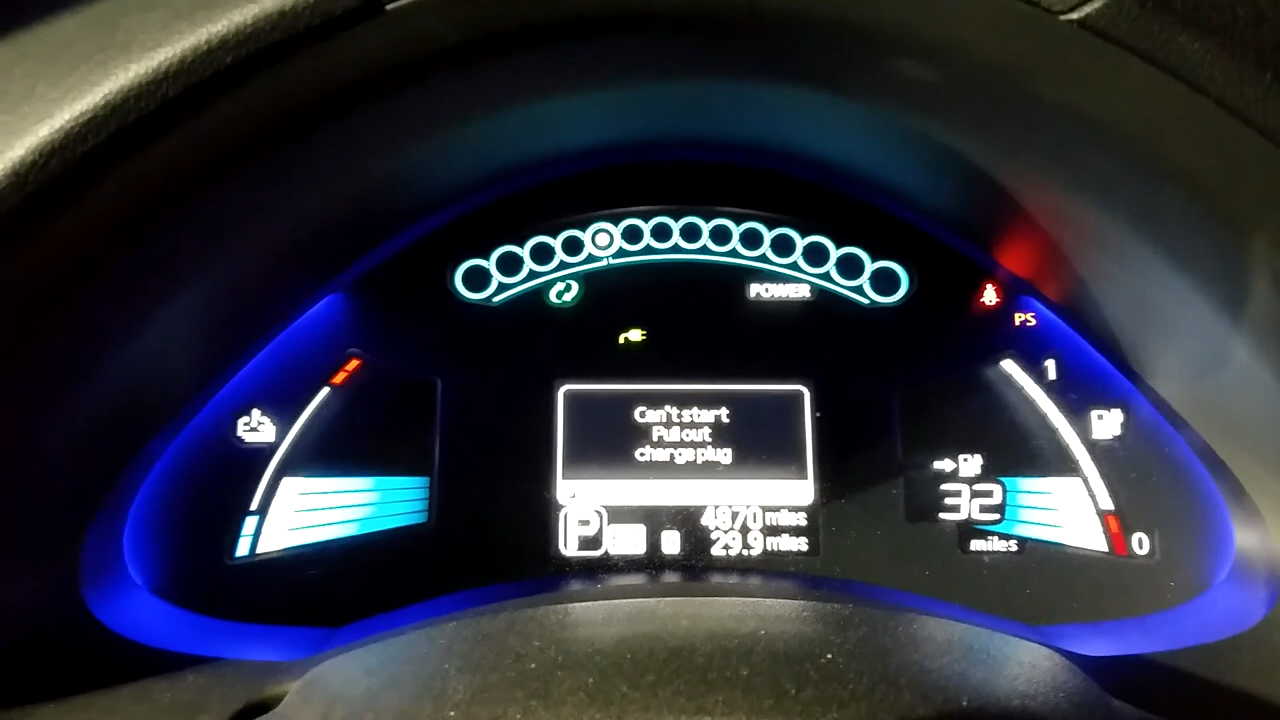 POWER
PS
1
Can't start
Pull out
charge plug
32
miles
0
P
4870 miles
29.9 miles